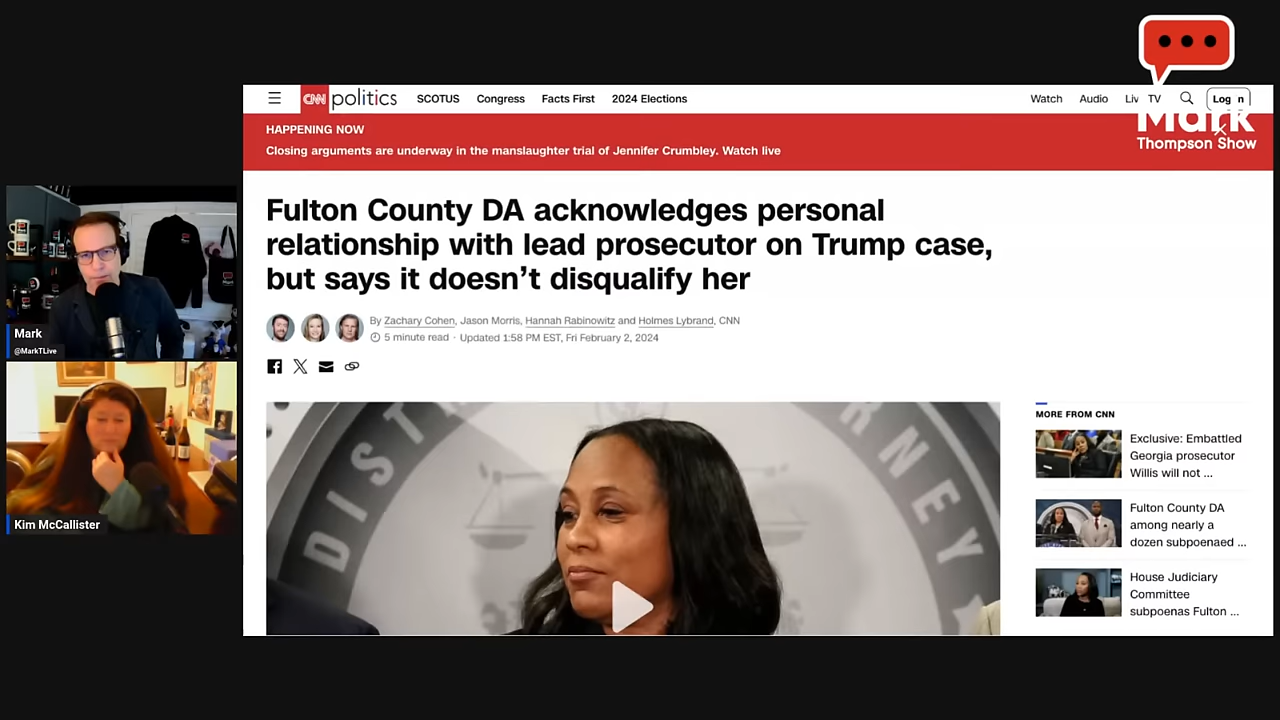 CNN politics SCOTUS Congress Facts First 2024 Elections Watch Audio TV
HAPPENING NOW
Closing arguments are underway in the manslaughter trial of Jennifer Crumbley. Watch live
Mark
Thompson Show
Fulton County DA acknowledges personal
relationship with lead prosecutor on Trump case,
but says it doesn't disqualify her
By Zachary Cohen, Jason Morris, Hannah Rabinowitz and Holmes Lybrand, CNN
5 minute read · Updated 1:58 PM EST, Fri February 2, 2024
Mark
@MarkTLive
Kim McCallister
DIST RNEY
MORE FROM CNN
Exclusive: Embattled
Georgia prosecutor
Willis will not ...
Fulton County DA
among nearly a
dozen subpoenaed ...
House Judiciary
Committee
subpoenas Fulton ...